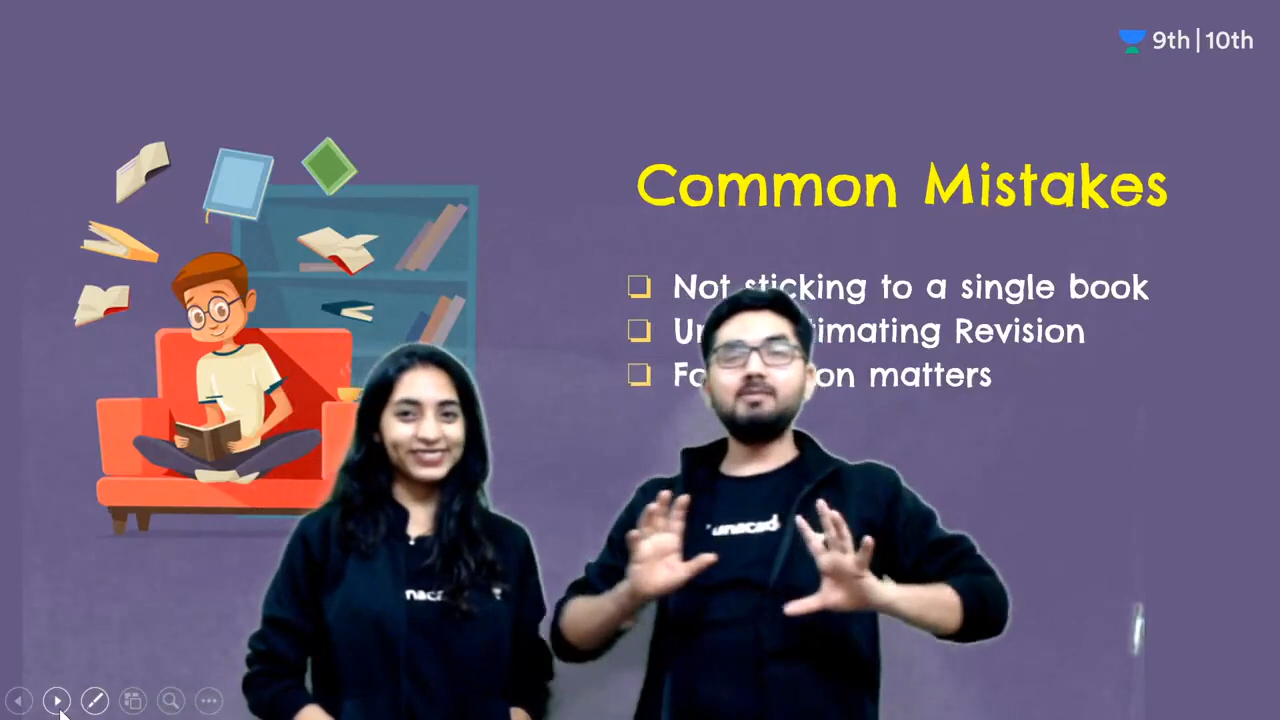 9th | 10th
Common Mistakes
Not sticking to a single book
Revision
matters